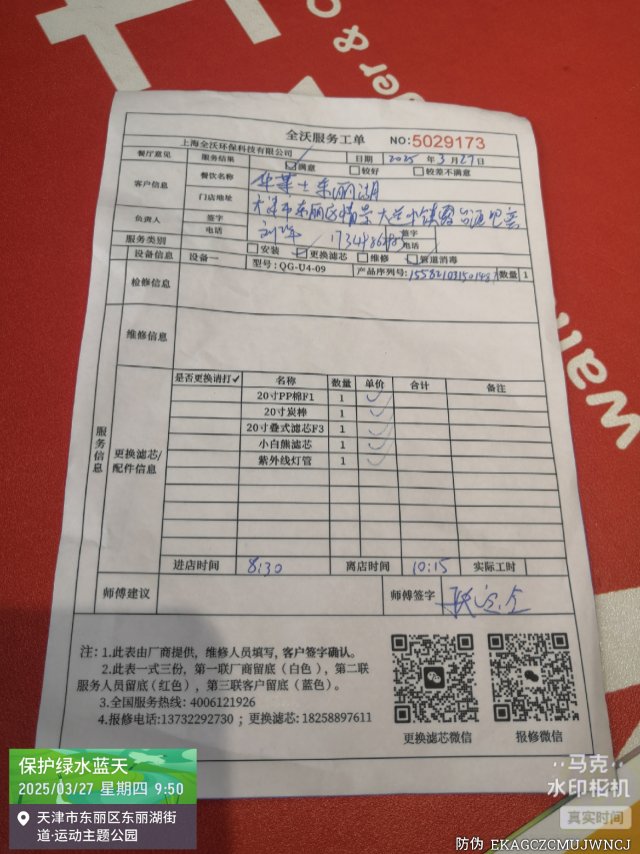 er &
wall
全沃服务工单
NO:5029173
上海全沃环保科技有限公司
日期 2025 年 3 月 27 日
餐厅意见 服务结果 满意 较好 较差不满意
客户信息 餐饮名称 华莱士东丽湖
门店地址 天津市东丽区
负责人 签字 签字
电话 电话
服务类别 安装 更换滤芯 维修 管道消毒
设备信息 设备一 型号: QG-U4-09 产品序列号: 数量 1
检修信息
维修信息
服务信息
更换滤芯/配件信息
是否更换请打✓ 名称 数量 单价 合计 备注
20寸PP棉F1 1
20寸炭棒 1
20寸叠式滤芯F3 1
小白熊滤芯 1
紫外线灯管 1
进店时间 8:30 离店时间 10:15 实际工时
师傅建议 师傅签字
注: 1.此表由厂商提供, 维修人员填写, 客户签字确认。
2.此表一式三份, 第一联厂商留底(白色), 第二联
服务人员留底(红色), 第三联客户留底(蓝色)。
3.全国服务热线: 4006121926
4.报修电话:13732292730; 更换滤芯: 18258897611
更换滤芯微信 报修微信
保护绿水蓝天
2025/03/27 星期四 9:50
天津市东丽区东丽湖街
道·运动主题公园
马克
水印相机
真实时间
防伪 EKAGCZCMUJWNCJ